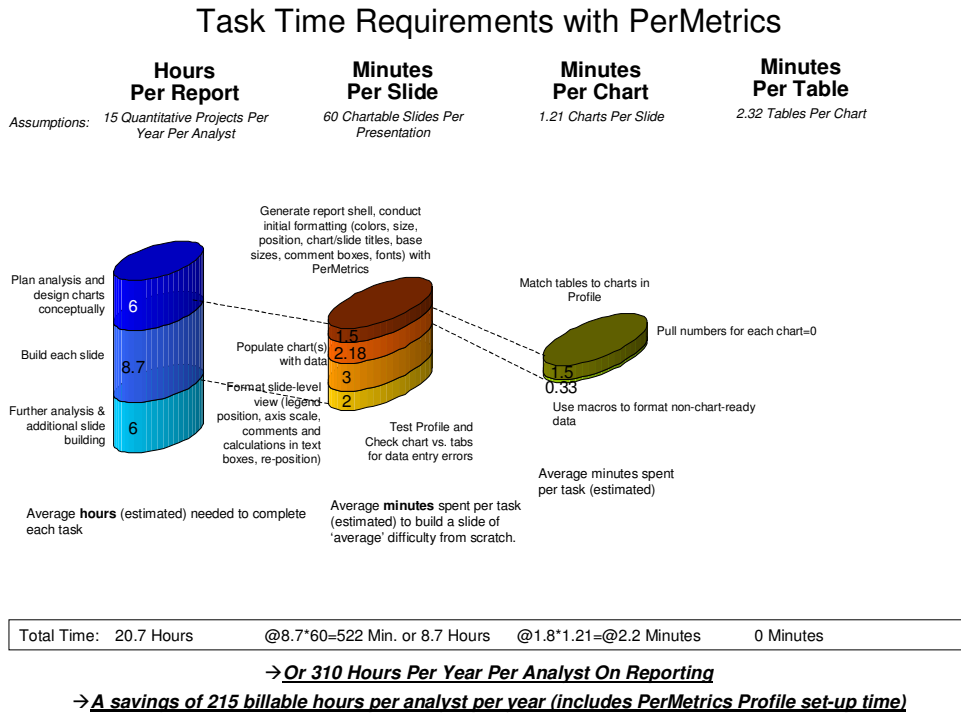 Task Time Requirements with PerMetrics
Hours
Per Report
Minutes
Per Slide
Minutes
Per Chart
Minutes
Per Table
Assumptions:
15 Quantitative Projects Per
Year Per Analyst
60 Chartable Slides Per
Presentation
1.21 Charts Per Slide
2.32 Tables Per Chart
Generate report shell, conduct
initial formatting (colors, size,
position, chart/slide titles, base
sizes, comment boxes, fonts) with
PerMetrics
Plan analysis and
design charts
conceptually
6
Build each slide
8.7
Further analysis &
additional slide
building
6
1.5
Populate chart(s)
with data
2.18
3
Format slide-level
view (legend
position, axis scale,
comments and
calculations in text
boxes, re-position)
2
Test Profile and
Check chart vs. tabs
for data entry errors
Match tables to charts in
Profile
Pull numbers for each chart=0
1.5
0.33
Use macros to format non-chart-ready
data
Average hours (estimated) needed to complete
each task
Average minutes spent per task
(estimated) to build a slide of
‘average’ difficulty from scratch.
Average minutes spent
per task (estimated)
Total Time: 20.7 Hours @8.7*60=522 Min. or 8.7 Hours @1.8*1.21=@2.2 Minutes 0 Minutes
→Or 310 Hours Per Year Per Analyst On Reporting
→A savings of 215 billable hours per analyst per year (includes PerMetrics Profile set-up time)